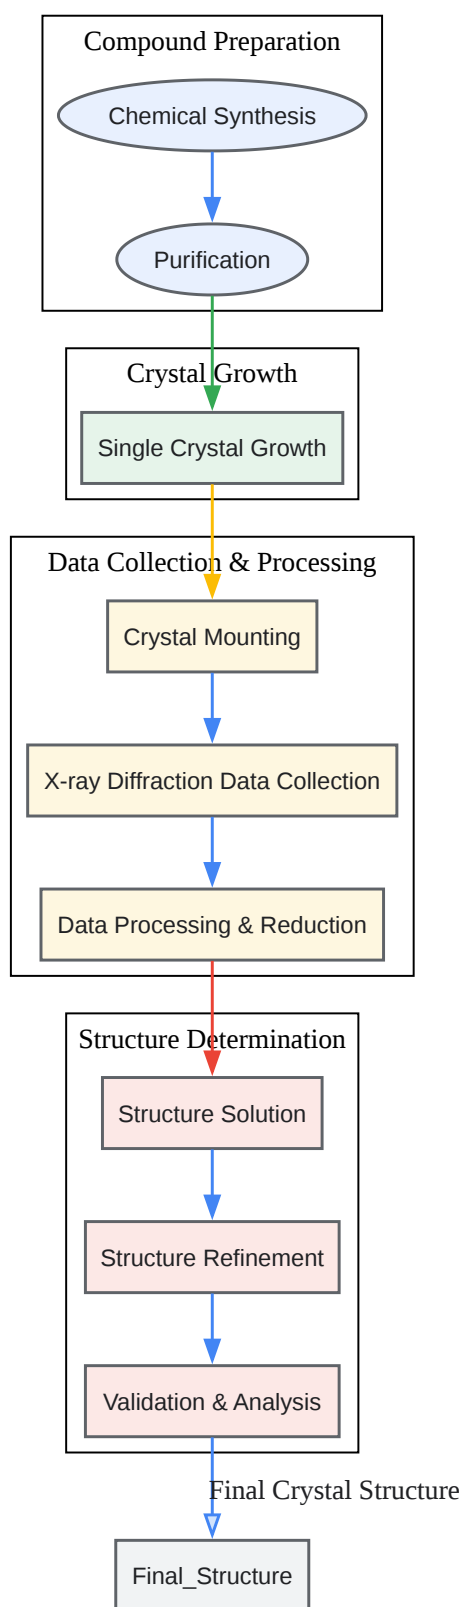 Compound Preparation
Chemical Synthesis
Purification
Crystal Growth
Single Crystal Growth
Data Collection & Processing
Crystal Mounting
X-ray Diffraction Data Collection
Data Processing & Reduction
Structure Determination
Structure Solution
Structure Refinement
Validation & Analysis
Final Crystal Structure
Final_Structure